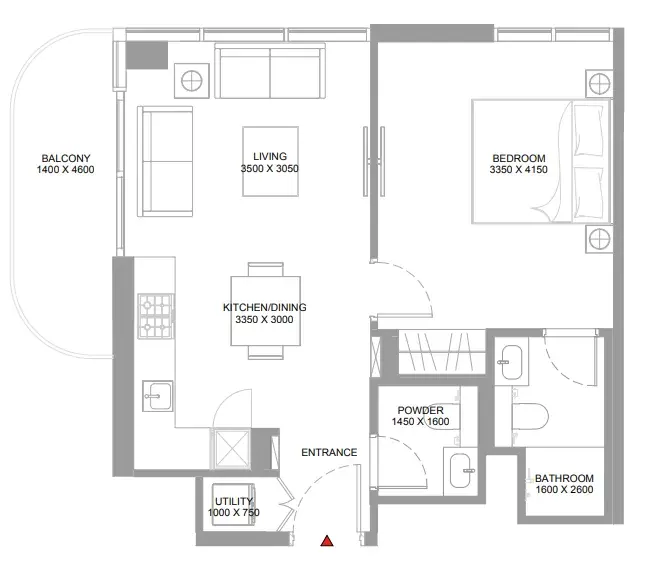 BALCONY
1400 X 4600
LIVING
3500 X 3050
BEDROOM
3350 X 4150
KITCHEN/DINING
3350 X 3000
POWDER
1450 X 1600
ENTRANCE
BATHROOM
1600 X 2600
UTILITY
1000 X 750